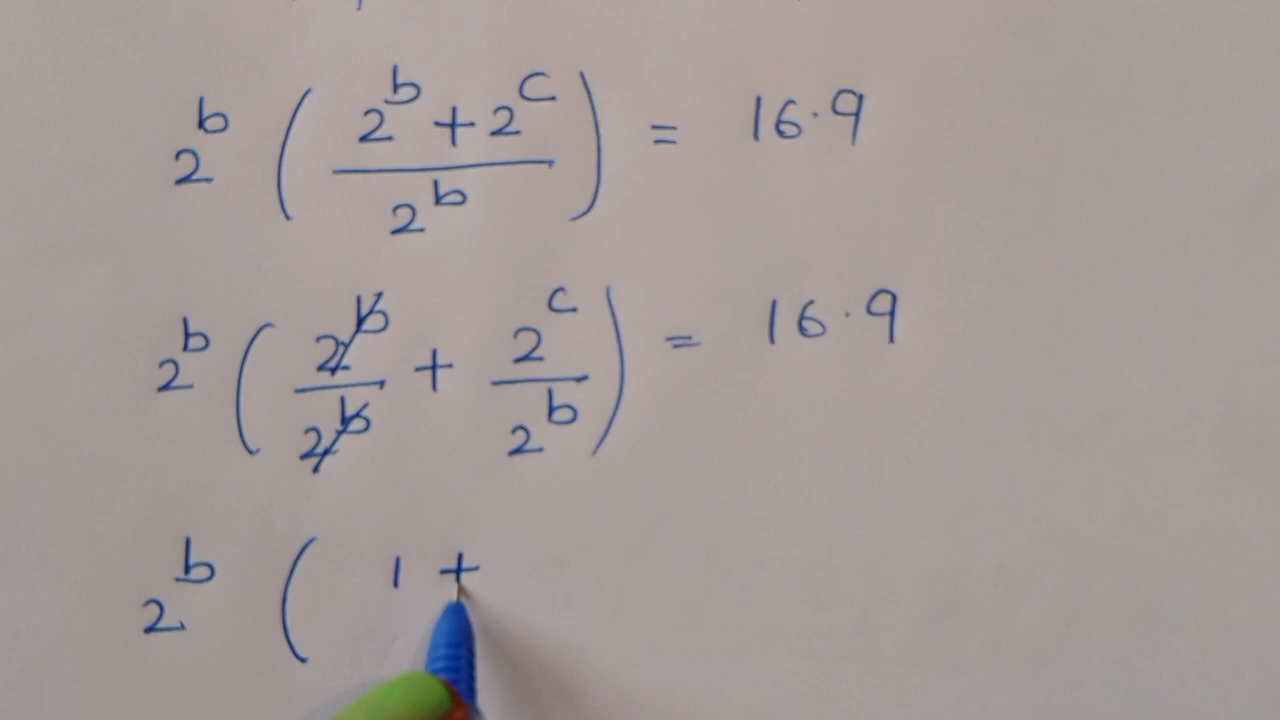 2^b ( (2^b + 2^c) / 2^b ) = 16.9
2^b ( 2^b / 2^b + 2^c / 2^b ) = 16.9
2^b ( 1 +